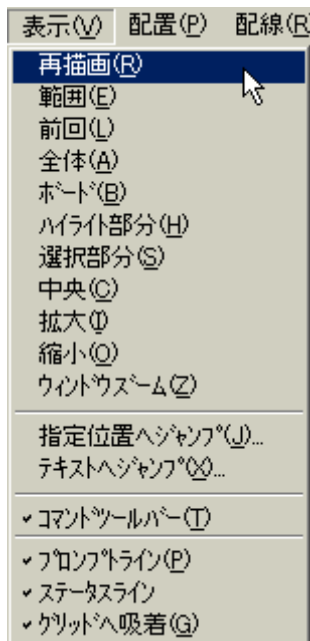 表示(V) 配置(P) 配線(R
再描画(R)
範囲(E)
前回(L)
全体(A)
ﾎﾞｰﾄﾞ(B)
ﾊｲﾗｲﾄ部分(H)
選択部分(S)
中央(C)
拡大(I)
縮小(O)
ｳｨﾝﾄﾞｳｽﾞｰﾑ(Z)
指定位置へｼﾞｬﾝﾌﾟ(J)...
ﾃｷｽﾄへｼﾞｬﾝﾌﾟ(X)...
ｺﾏﾝﾄﾞﾂｰﾙﾊﾞｰ(T)
ﾌﾟﾛﾝﾌﾟﾄﾗｲﾝ(P)
ｽﾃｰﾀｽﾗｲﾝ
ｸﾞﾘｯﾄﾞへ吸着(G)